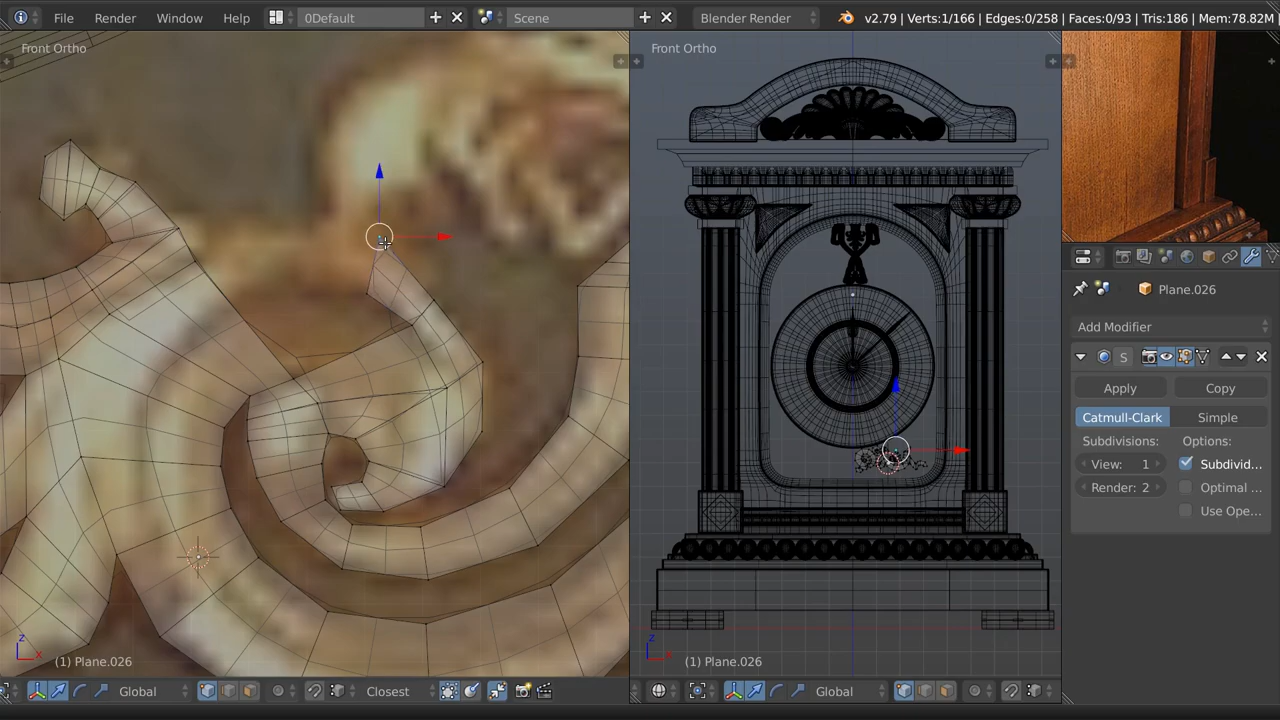 File Render Window Help 0Default Scene Blender Render v2.79 | Verts:1/166 | Edges:0/258 | Faces:0/93 | Tris:186 | Mem:78.82M
Front Ortho
Front Ortho
Plane.026
Add Modifier
S
Apply Copy
Catmull-Clark Simple
Subdivisions: Options:
View: 1 Subdivid...
Render: 2 Optimal ...
Use Ope...
z
x
(1) Plane.026
z
x
(1) Plane.026
Global Closest
Global